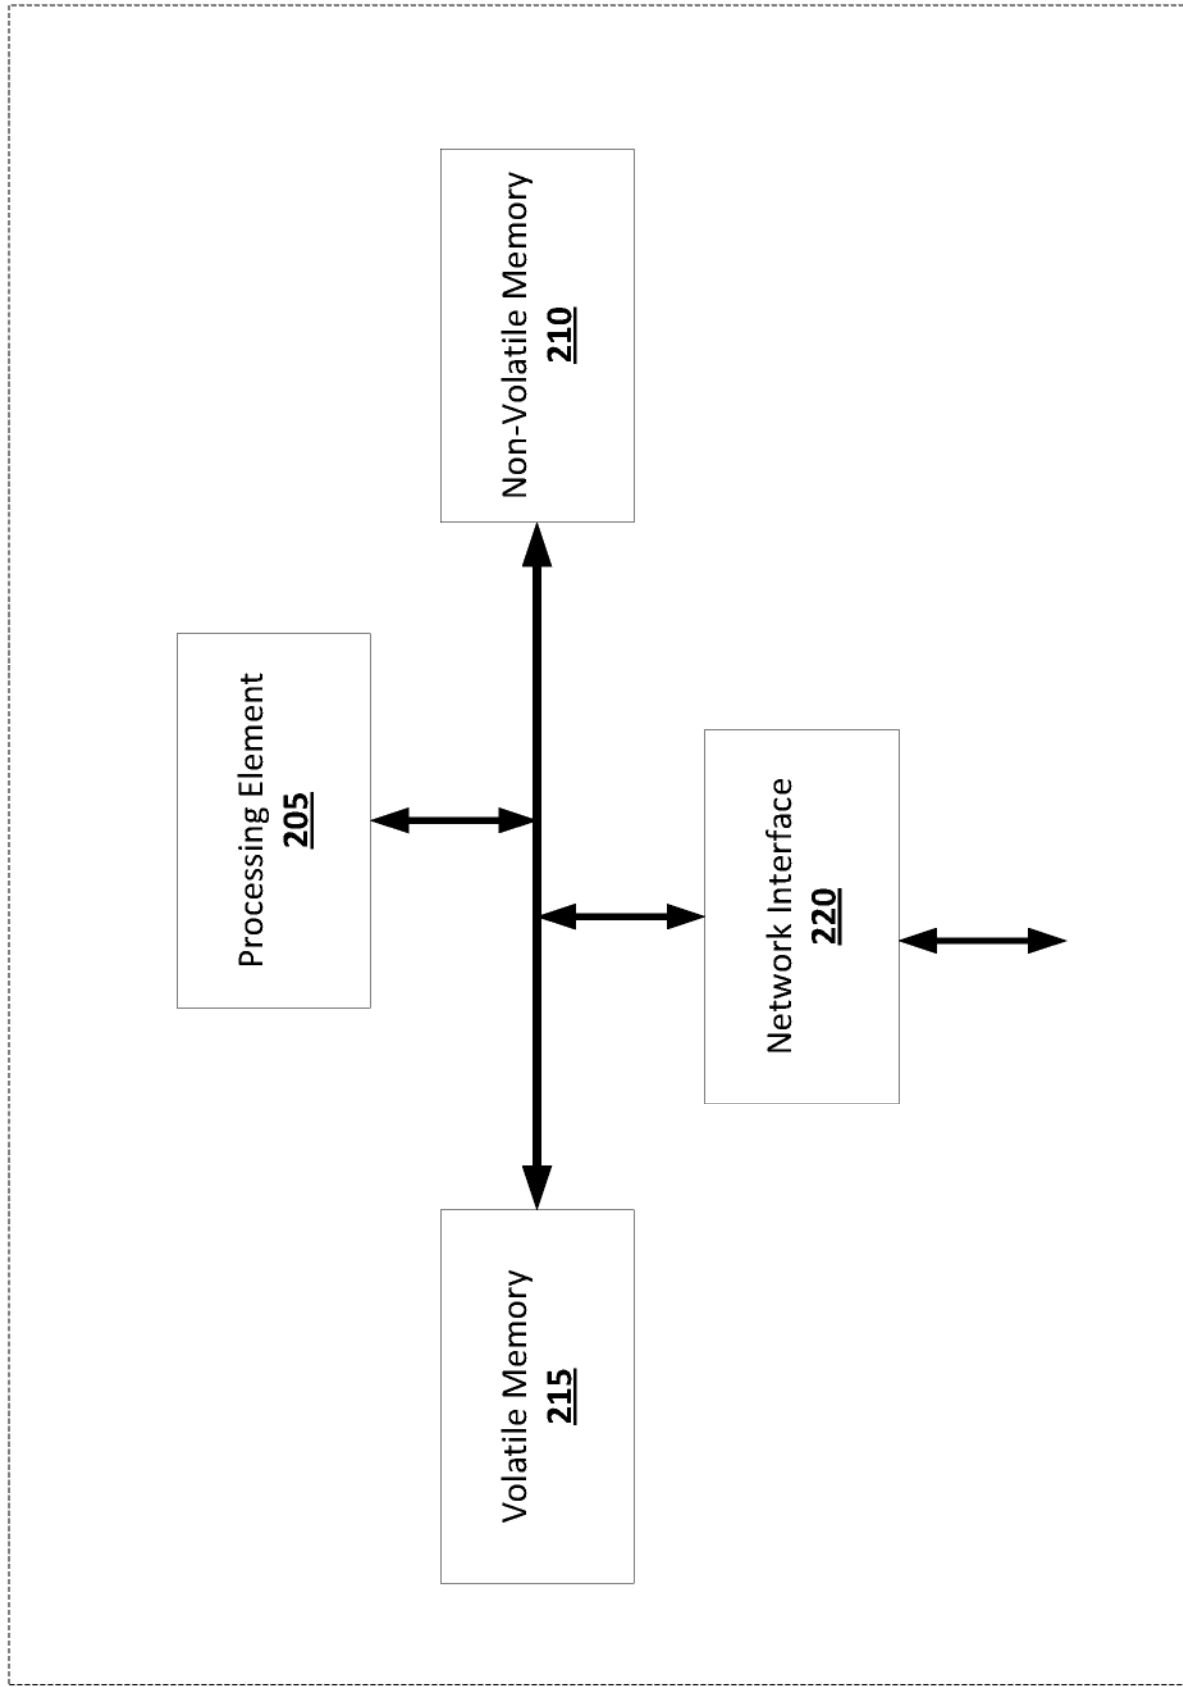 Processing Element
205
Volatile Memory
215
Non-Volatile Memory
210
Network Interface
220